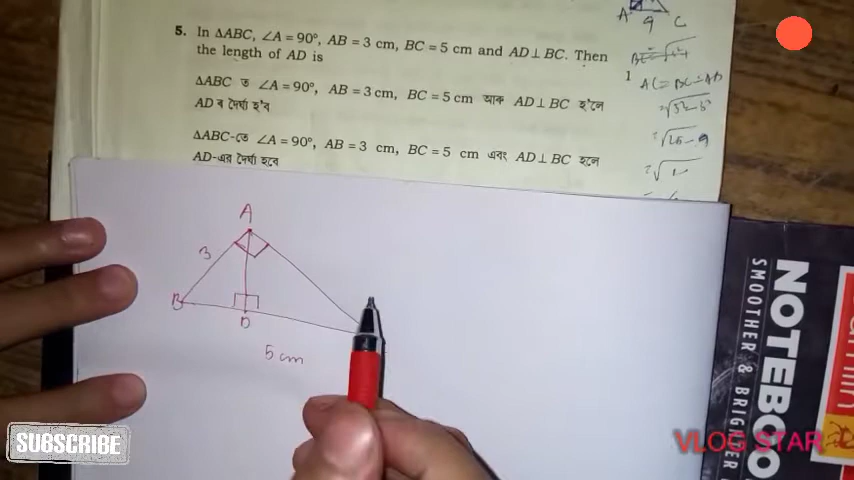 5. In ΔABC, ∠A = 90°, AB = 3 cm, BC = 5 cm and AD ⊥ BC. Then
the length of AD is
ΔABC ত ∠A = 90°, AB = 3 cm, BC = 5 cm আৰু AD ⊥ BC হ'লে
AD ৰ দৈৰ্ঘ্য হ'ব
ΔABC-তে ∠A = 90°, AB = 3 cm, BC = 5 cm এবং AD ⊥ BC হলে
AD-এর দৈর্ঘ্য হবে
A 9 C
1
A
3
B
D
5 cm
NOTEBOO
SMOOTHER & BRIGHTER
SUBSCRIBE
VLOG STAR